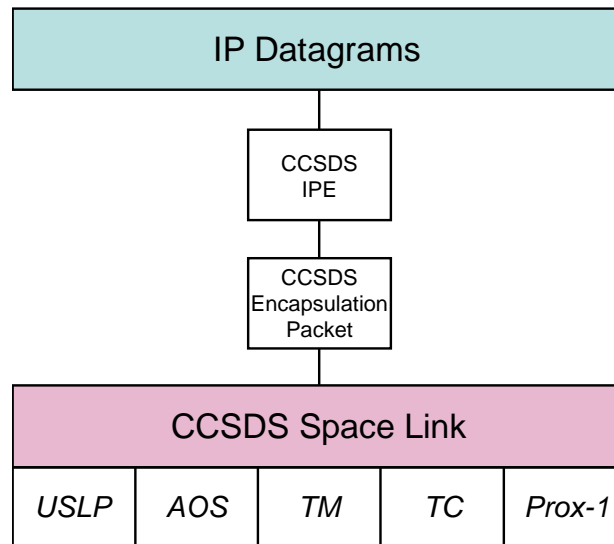 IP Datagrams
CCSDS
IPE
CCSDS
Encapsulation
Packet
CCSDS Space Link
USLP AOS TM TC Prox-1